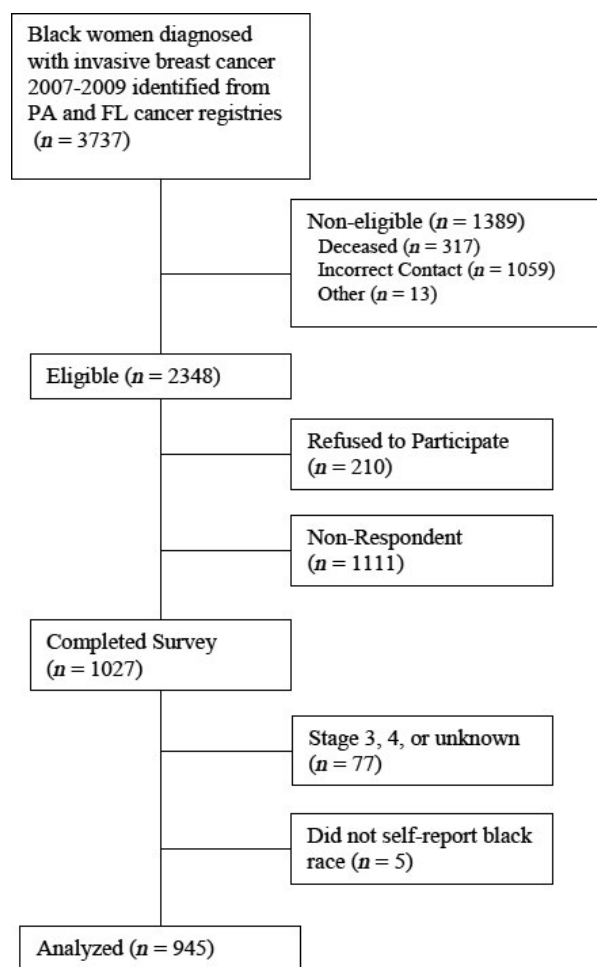 Black women diagnosed
with invasive breast cancer
2007-2009 identified from
PA and FL cancer registries
(n = 3737)
Non-eligible (n = 1389)
Deceased (n = 317)
Incorrect Contact (n = 1059)
Other (n = 13)
Eligible (n = 2348)
Refused to Participate
(n = 210)
Non-Respondent
(n = 1111)
Completed Survey
(n = 1027)
Stage 3, 4, or unknown
(n = 77)
Did not self-report black
race (n = 5)
Analyzed (n = 945)